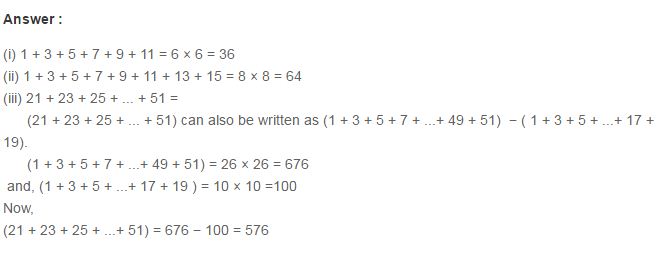 Answer :
(i) 1 + 3 + 5 + 7 + 9 + 11 = 6 × 6 = 36
(ii) 1 + 3 + 5 + 7 + 9 + 11 + 13 + 15 = 8 × 8 = 64
(iii) 21 + 23 + 25 + ... + 51 =
(21 + 23 + 25 + ... + 51) can also be written as (1 + 3 + 5 + 7 + ...+ 49 + 51) − ( 1 + 3 + 5 + ...+ 17 +
19).
(1 + 3 + 5 + 7 + ...+ 49 + 51) = 26 × 26 = 676
and, (1 + 3 + 5 + ...+ 17 + 19 ) = 10 × 10 =100
Now,
(21 + 23 + 25 + ...+ 51) = 676 − 100 = 576